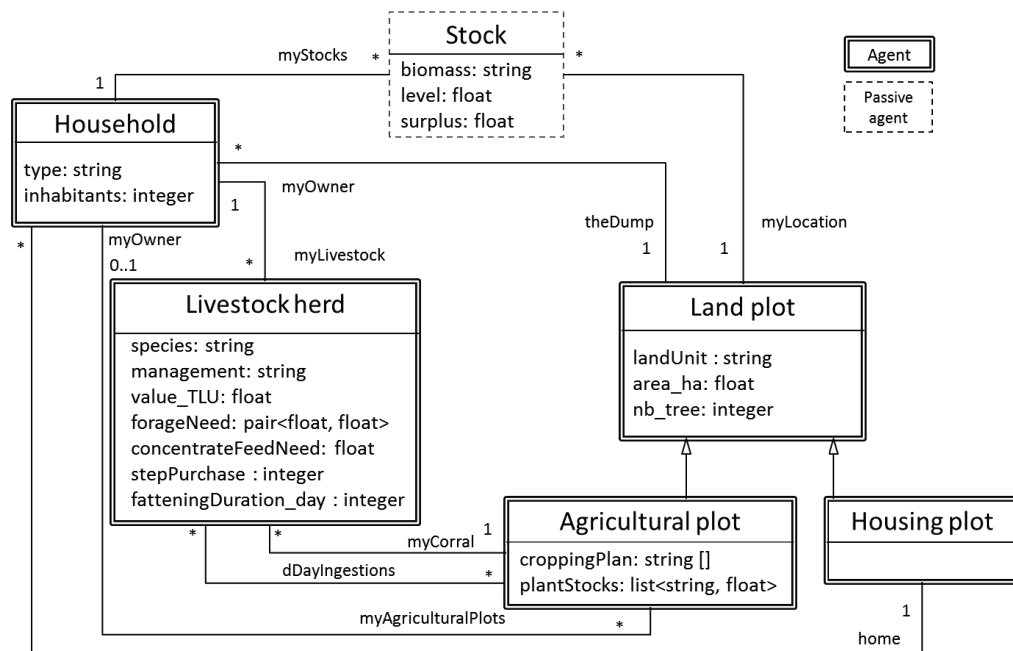 Stock
biomass: string
level: float
surplus: float
Agent
Passive
agent
myStocks
*
*
1
Household
type: string
inhabitants: integer
*
myOwner
1
theDump
myLocation
*
myOwner
0..1
*
myLivestock
1
1
Livestock herd
species: string
management: string
value_TLU: float
forageNeed: pair<float, float>
concentrateFeedNeed: float
stepPurchase : integer
fatteningDuration_day : integer
Land plot
landUnit : string
area_ha: float
nb_tree: integer
*
*
myCorral
1
dDayIngestions
*
Agricultural plot
croppingPlan: string []
plantStocks: list<string, float>
Housing plot
myAgriculturalPlots
*
1
home